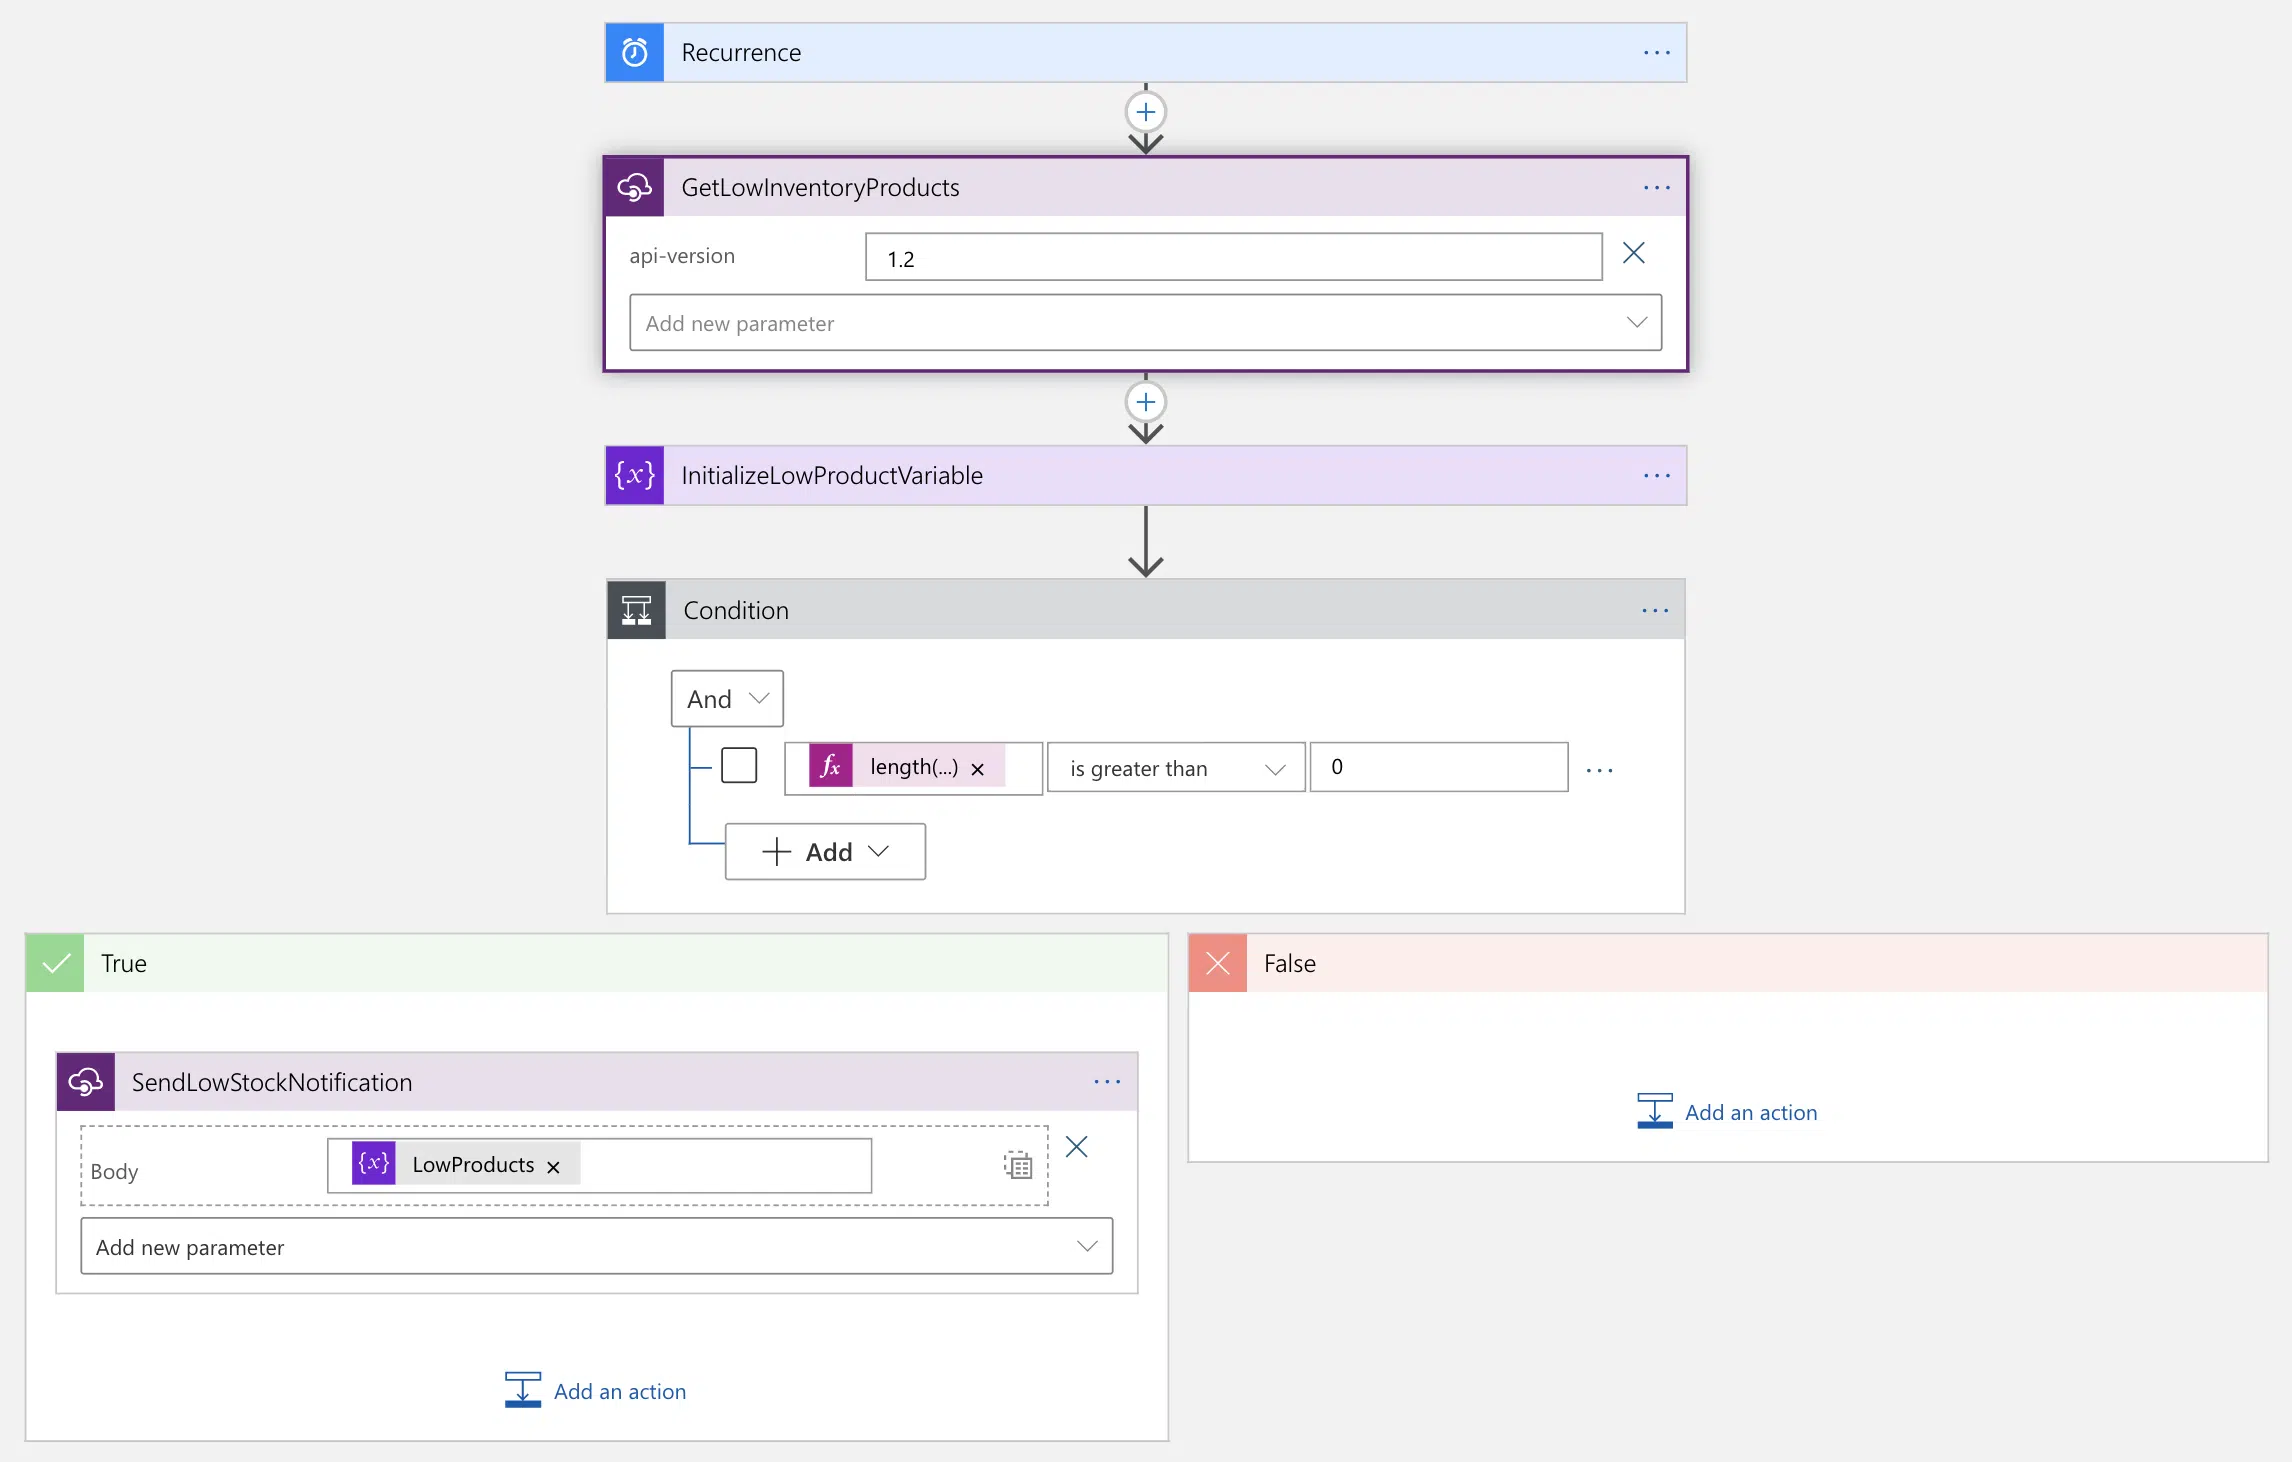 Recurrence
GetLowInventoryProducts
api-version 1.2
Add new parameter
{x} InitializeLowProductVariable
Condition
And
fx length(...) is greater than 0
Add
True
False
SendLowStockNotification
Add an action
Body {x} LowProducts
Add new parameter
Add an action